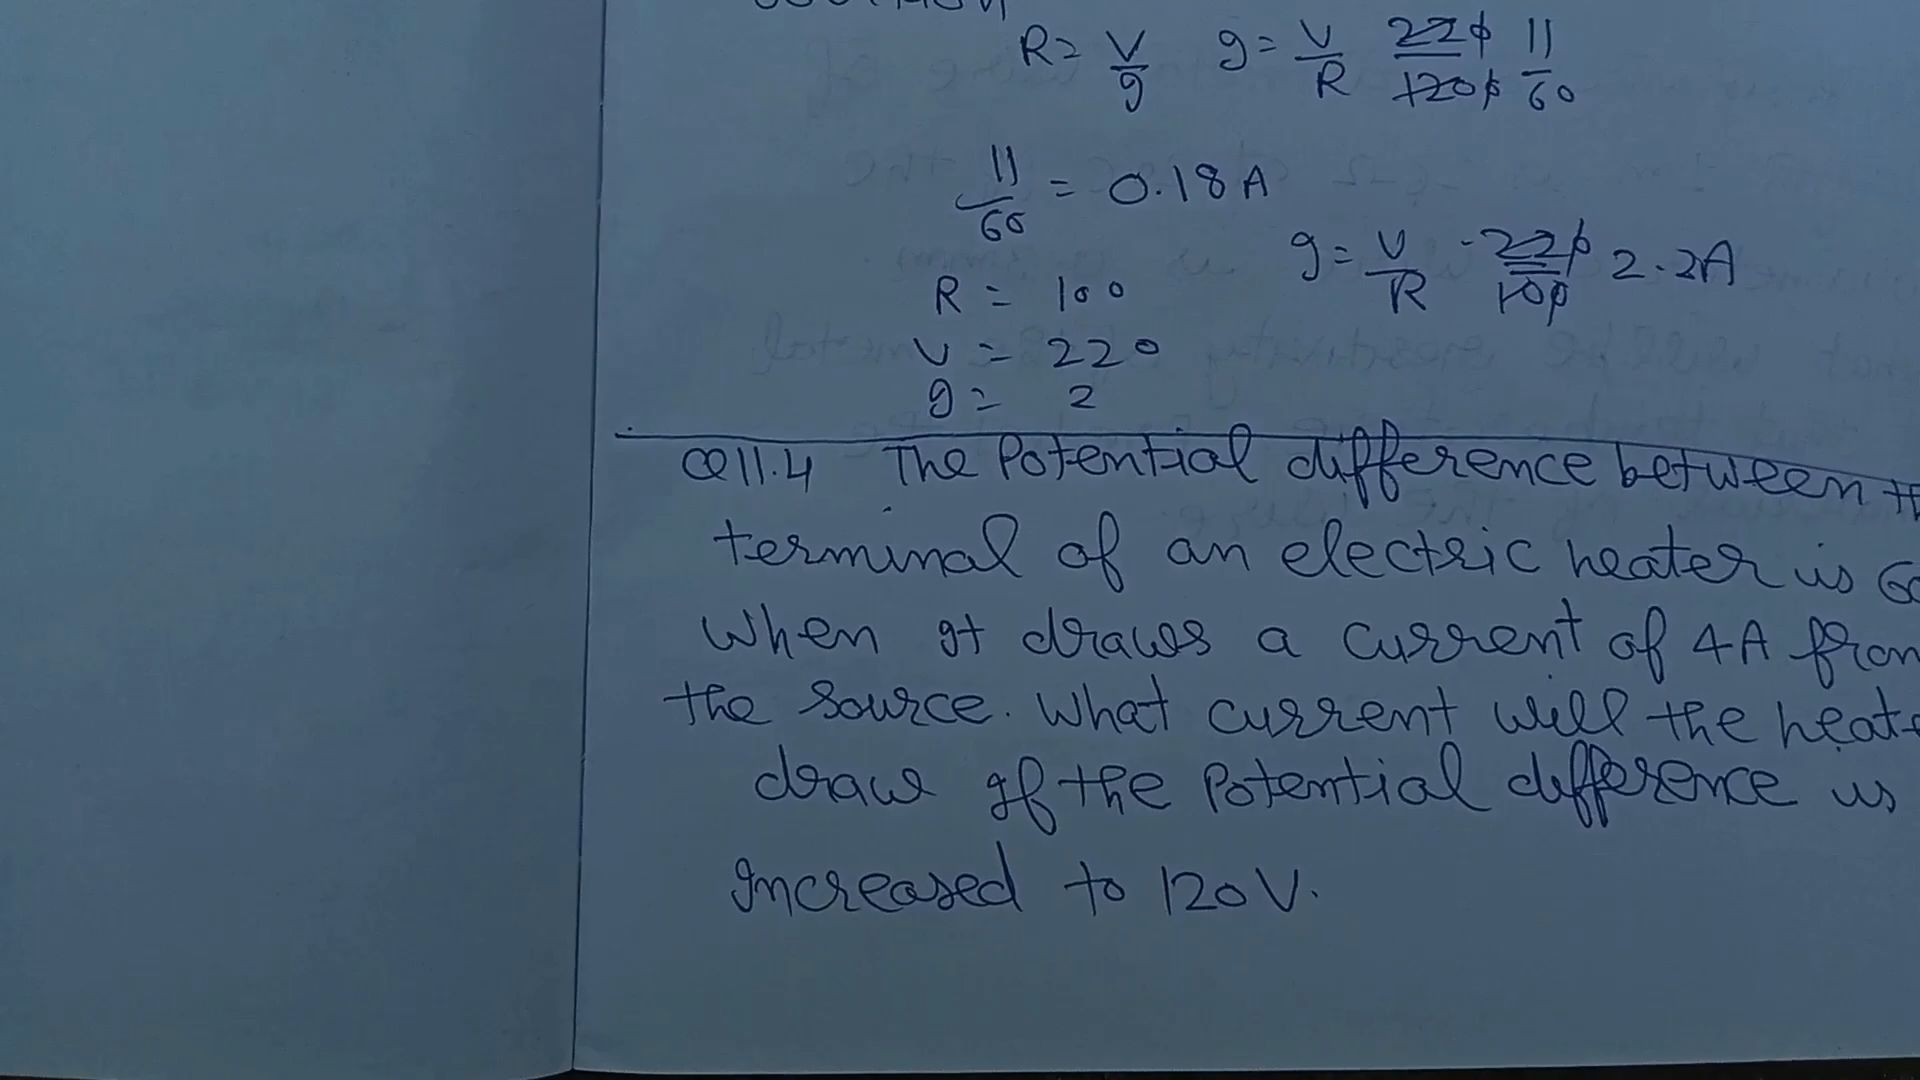 R = V/I I = V/R 220/1200 11/60
11/60 = 0.18A
I = V/R 220/100 2.2A
R = 100
V = 220
I = 2
Q11.4 The Potential difference between
terminal of an electric heater is
When It draws a current of 4A from
the source. What current will the
draw If the Potential difference is
Increased to 120V.